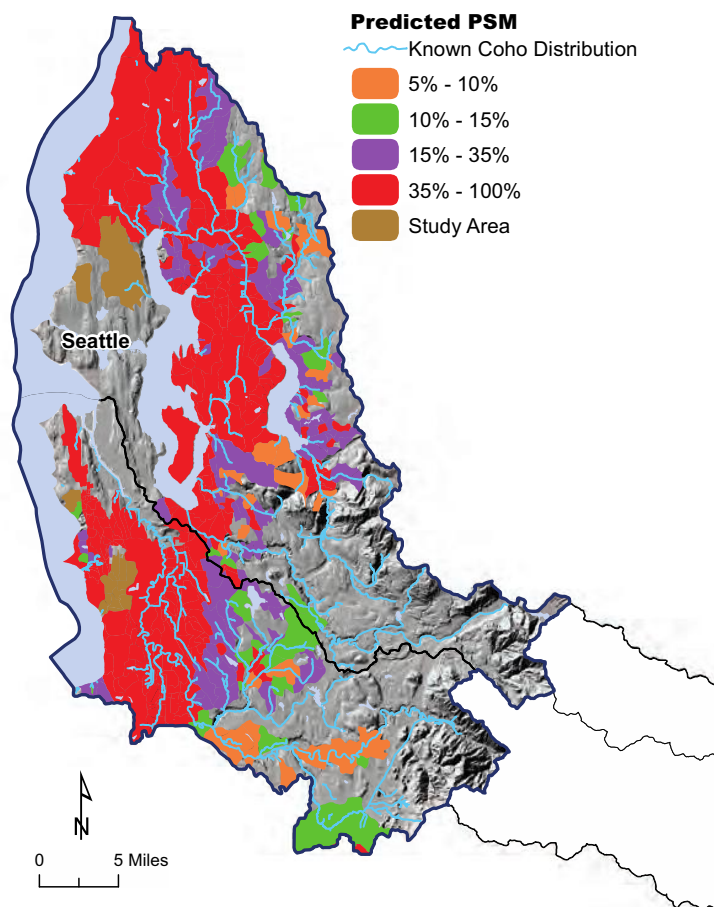 Predicted PSM
Known Coho Distribution
5% - 10%
10% - 15%
15% - 35%
35% - 100%
Study Area
Seattle
N
0 5 Miles